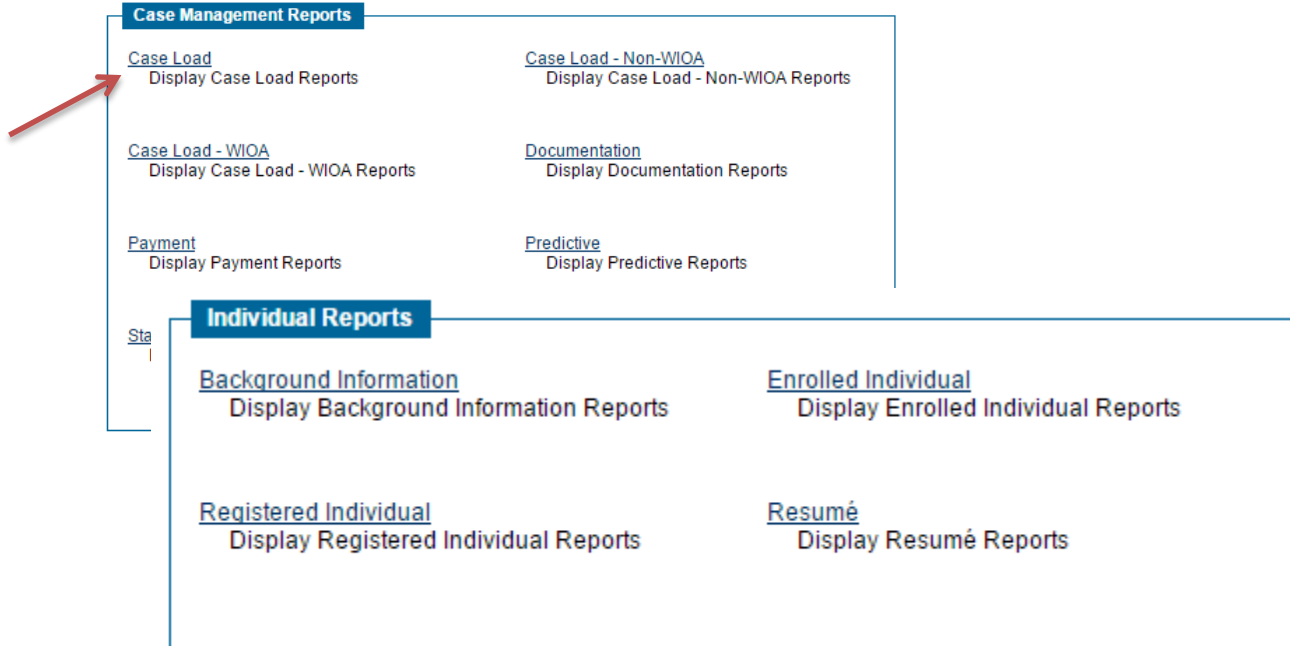 Case Management Reports
Case Load
Display Case Load Reports
Case Load - Non-WIOA
Display Case Load - Non-WIOA Reports
Case Load - WIOA
Display Case Load - WIOA Reports
Documentation
Display Documentation Reports
Payment
Display Payment Reports
Predictive
Display Predictive Reports
Sta
Individual Reports
Background Information
Display Background Information Reports
Enrolled Individual
Display Enrolled Individual Reports
Registered Individual
Display Registered Individual Reports
Resumé
Display Resumé Reports